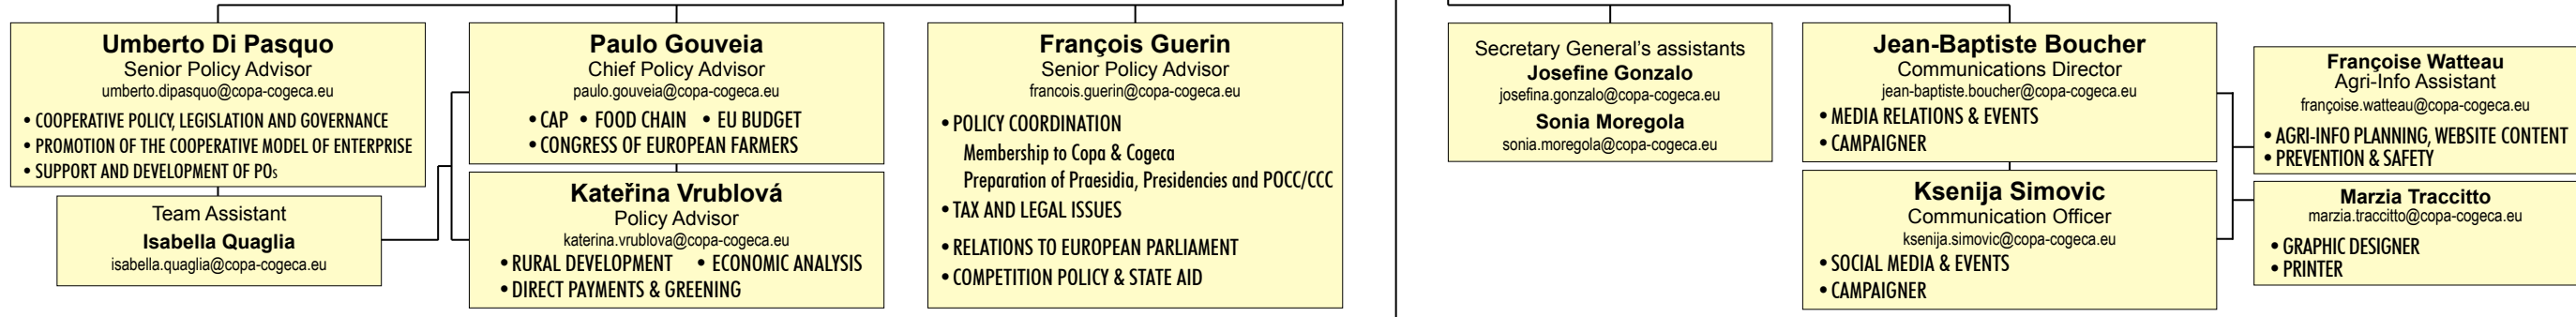 Umberto Di Pasquo
Senior Policy Advisor
umberto.dipasquo@copa-cogeca.eu
• COOPERATIVE POLICY, LEGISLATION AND GOVERNANCE
• PROMOTION OF THE COOPERATIVE MODEL OF ENTERPRISE
• SUPPORT AND DEVELOPMENT OF POs
Team Assistant
Isabella Quaglia
isabella.quaglia@copa-cogeca.eu
Paulo Gouveia
Chief Policy Advisor
paulo.gouveia@copa-cogeca.eu
• CAP • FOOD CHAIN • EU BUDGET
• CONGRESS OF EUROPEAN FARMERS
Kateřina Vrublová
Policy Advisor
katerina.vrublova@copa-cogeca.eu
• RURAL DEVELOPMENT • ECONOMIC ANALYSIS
• DIRECT PAYMENTS & GREENING
François Guerin
Senior Policy Advisor
francois.guerin@copa-cogeca.eu
• POLICY COORDINATION
Membership to Copa & Cogeca
Preparation of Praesidia, Presidencies and POCC/CCC
• TAX AND LEGAL ISSUES
• RELATIONS TO EUROPEAN PARLIAMENT
• COMPETITION POLICY & STATE AID
Secretary General's assistants
Josefine Gonzalo
josefina.gonzalo@copa-cogeca.eu
Sonia Moregola
sonia.moregola@copa-cogeca.eu
Jean-Baptiste Boucher
Communications Director
jean-baptiste.boucher@copa-cogeca.eu
• MEDIA RELATIONS & EVENTS
• CAMPAIGNER
Ksenija Simovic
Communication Officer
ksenija.simovic@copa-cogeca.eu
• SOCIAL MEDIA & EVENTS
• CAMPAIGNER
Françoise Watteau
Agri-Info Assistant
françoise.watteau@copa-cogeca.eu
• AGRI-INFO PLANNING, WEBSITE CONTENT
• PREVENTION & SAFETY
Marzia Traccitto
marzia.traccitto@copa-cogeca.eu
• GRAPHIC DESIGNER
• PRINTER